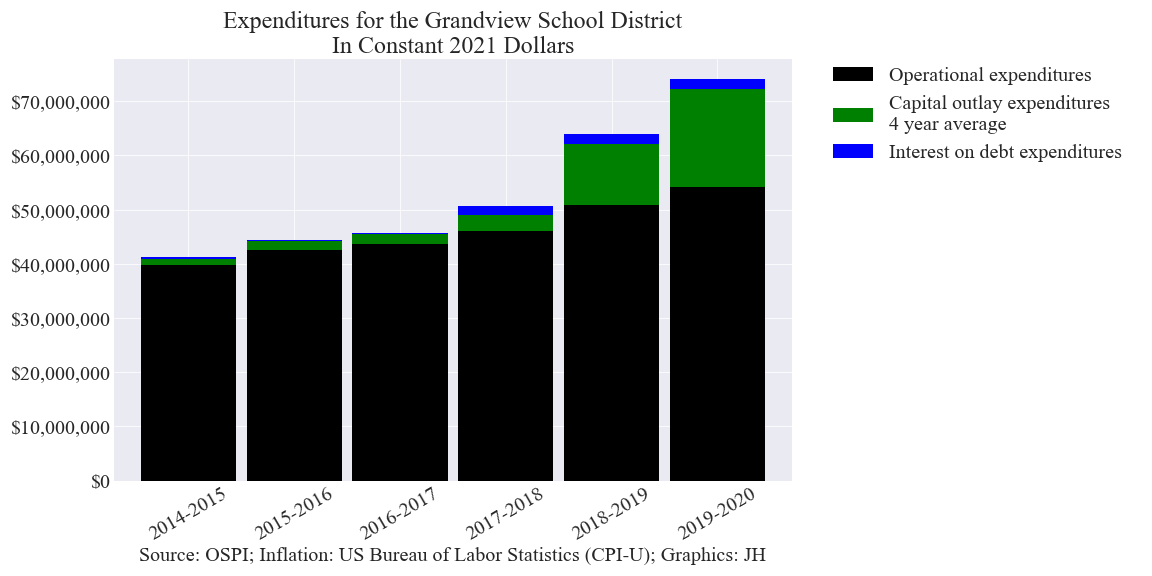 Expenditures for the Grandview School District
In Constant 2021 Dollars
Operational expenditures
Capital outlay expenditures
4 year average
Interest on debt expenditures
$70,000,000
$60,000,000
$50,000,000
$40,000,000
$30,000,000
$20,000,000
$10,000,000
$0
2014-2015
2015-2016
2016-2017
2017-2018
2018-2019
2019-2020
Source: OSPI; Inflation: US Bureau of Labor Statistics (CPI-U); Graphics: JH